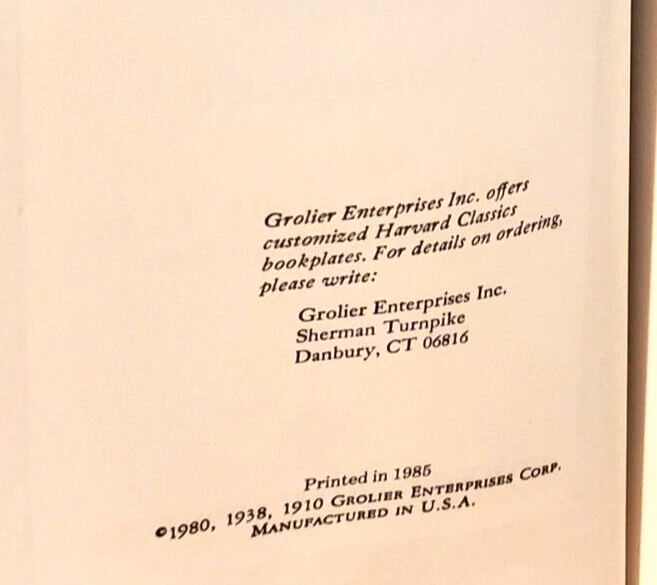 Grolier Enterprises Inc. offers
customized Harvard Classics
bookplates. For details on ordering,
please write:
Grolier Enterprises Inc.
Sherman Turnpike
Danbury, CT 06816
Printed in 1985
©1980, 1938, 1910 GROLIER ENTERPRISES CORP.
MANUFACTURED IN U.S.A.